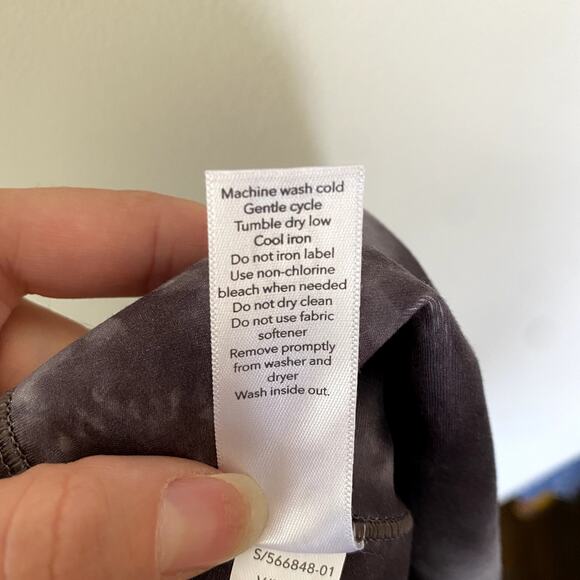 Machine wash cold
Gentle cycle
Tumble dry low
Cool iron
Do not iron label
Use non-chlorine
bleach when needed
Do not dry clean
Do not use fabric
softener
Remove promptly
from washer and
dryer
Wash inside out.
S/566848-01